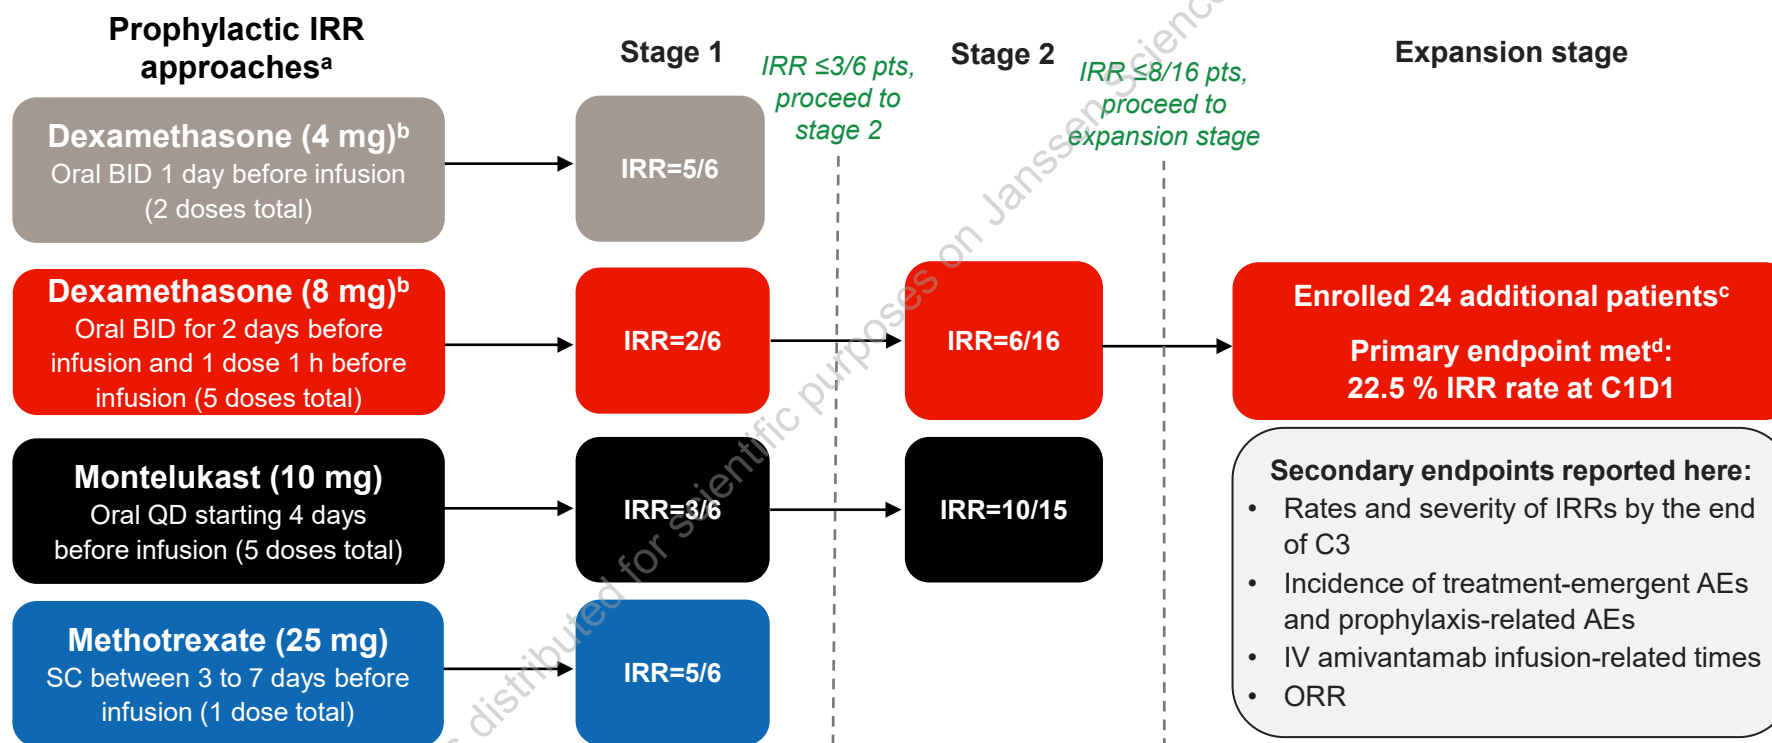 Prophylactic IRR
approachesᵃ
Stage 1
IRR ≤3/6 pts,
proceed to
stage 2
Stage 2
IRR ≤8/16 pts,
proceed to
expansion stage
Expansion stage
Dexamethasone (4 mg)ᵇ
Oral BID 1 day before infusion
(2 doses total)
IRR=5/6
Dexamethasone (8 mg)ᵇ
Oral BID for 2 days before
infusion and 1 dose 1 h before
infusion (5 doses total)
IRR=2/6
IRR=6/16
Enrolled 24 additional patientsᶜ
Primary endpoint metᵈ:
22.5 % IRR rate at C1D1
Montelukast (10 mg)
Oral QD starting 4 days
before infusion (5 doses total)
IRR=3/6
IRR=10/15
Methotrexate (25 mg)
SC between 3 to 7 days before
infusion (1 dose total)
IRR=5/6
Secondary endpoints reported here:
• Rates and severity of IRRs by the end
of C3
• Incidence of treatment-emergent AEs
and prophylaxis-related AEs
• IV amivantamab infusion-related times
• ORR
distributed for scientific purposes on Janssen Science